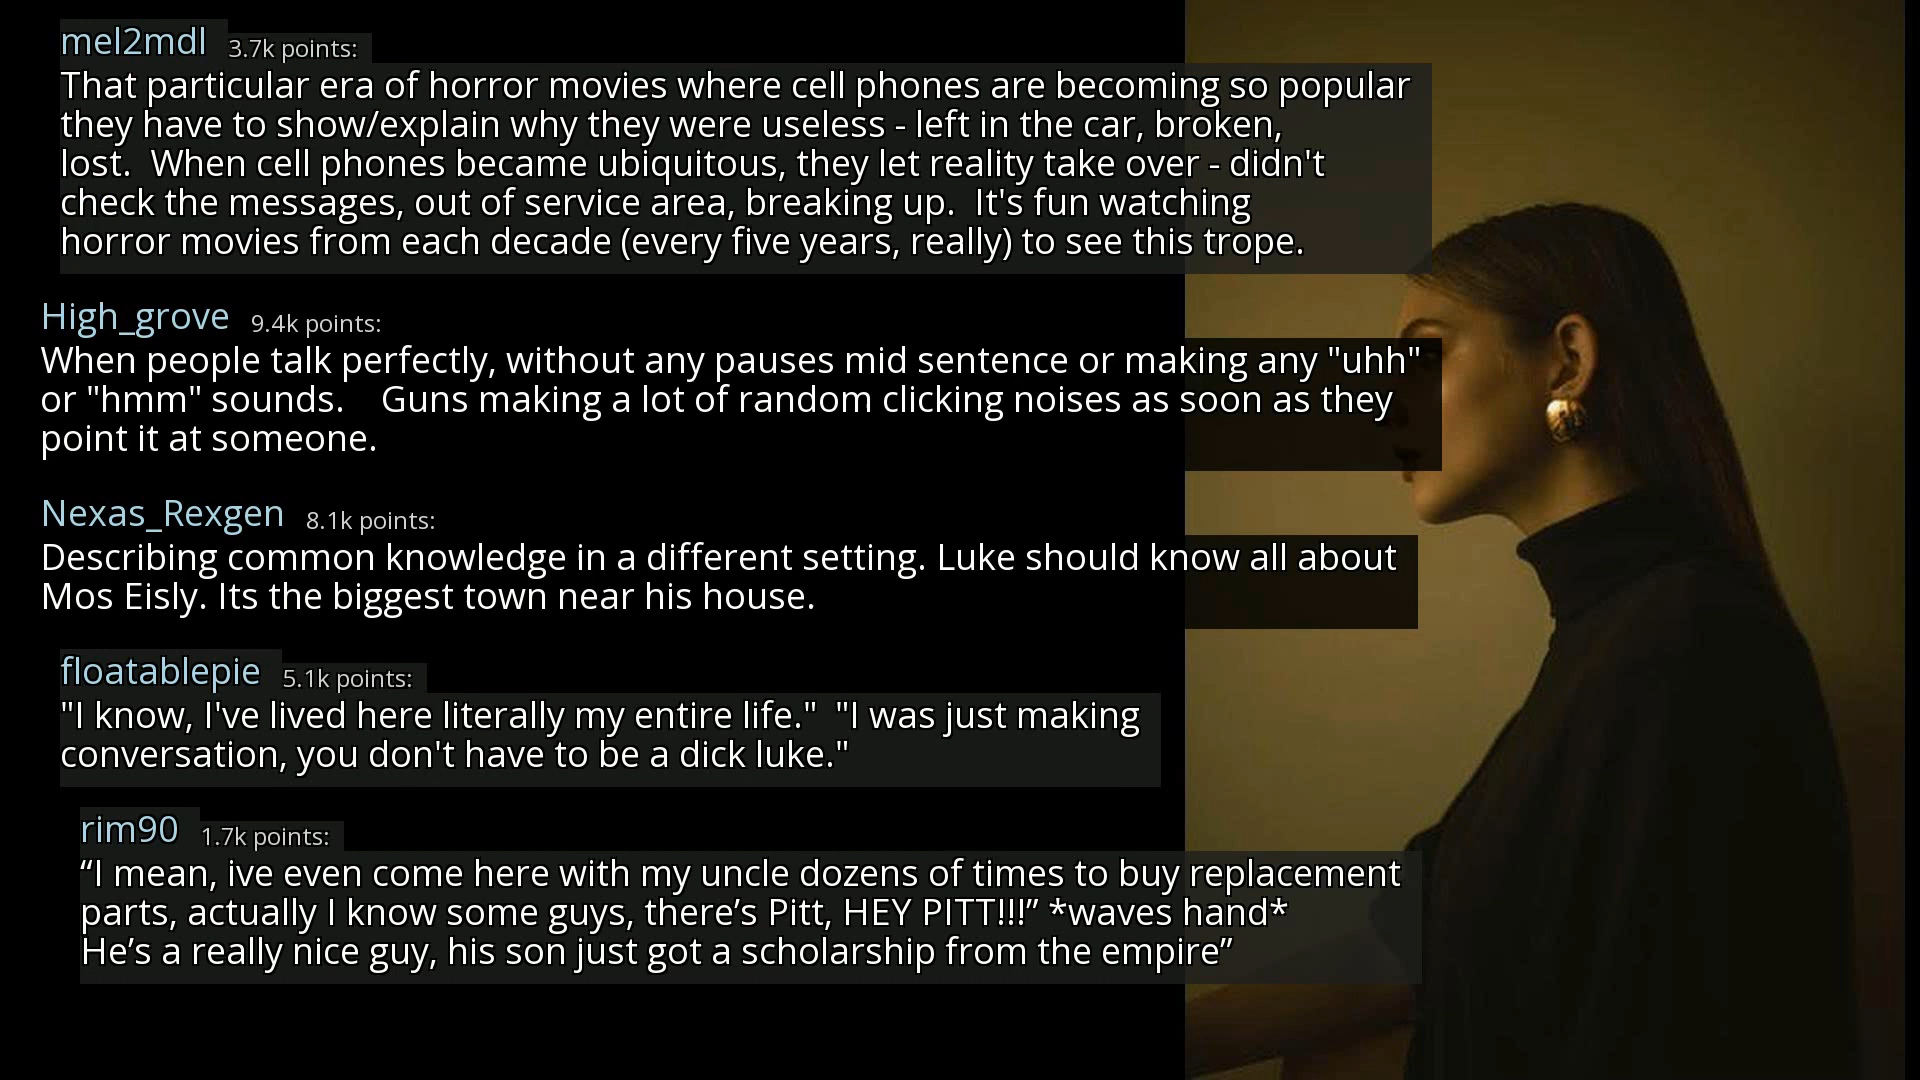 mel2mdl 3.7k points:
That particular era of horror movies where cell phones are becoming so popular
they have to show/explain why they were useless - left in the car, broken,
lost.  When cell phones became ubiquitous, they let reality take over - didn't
check the messages, out of service area, breaking up.  It's fun watching
horror movies from each decade (every five years, really) to see this trope.
High_grove 9.4k points:
When people talk perfectly, without any pauses mid sentence or making any "uhh"
or "hmm" sounds.    Guns making a lot of random clicking noises as soon as they
point it at someone.
Nexas_Rexgen 8.1k points:
Describing common knowledge in a different setting. Luke should know all about
Mos Eisly. Its the biggest town near his house.
floatablepie 5.1k points:
"I know, I've lived here literally my entire life."  "I was just making
conversation, you don't have to be a dick luke."
rim90 1.7k points:
“I mean, ive even come here with my uncle dozens of times to buy replacement
parts, actually I know some guys, there’s Pitt, HEY PITT!!!” *waves hand*
He’s a really nice guy, his son just got a scholarship from the empire”